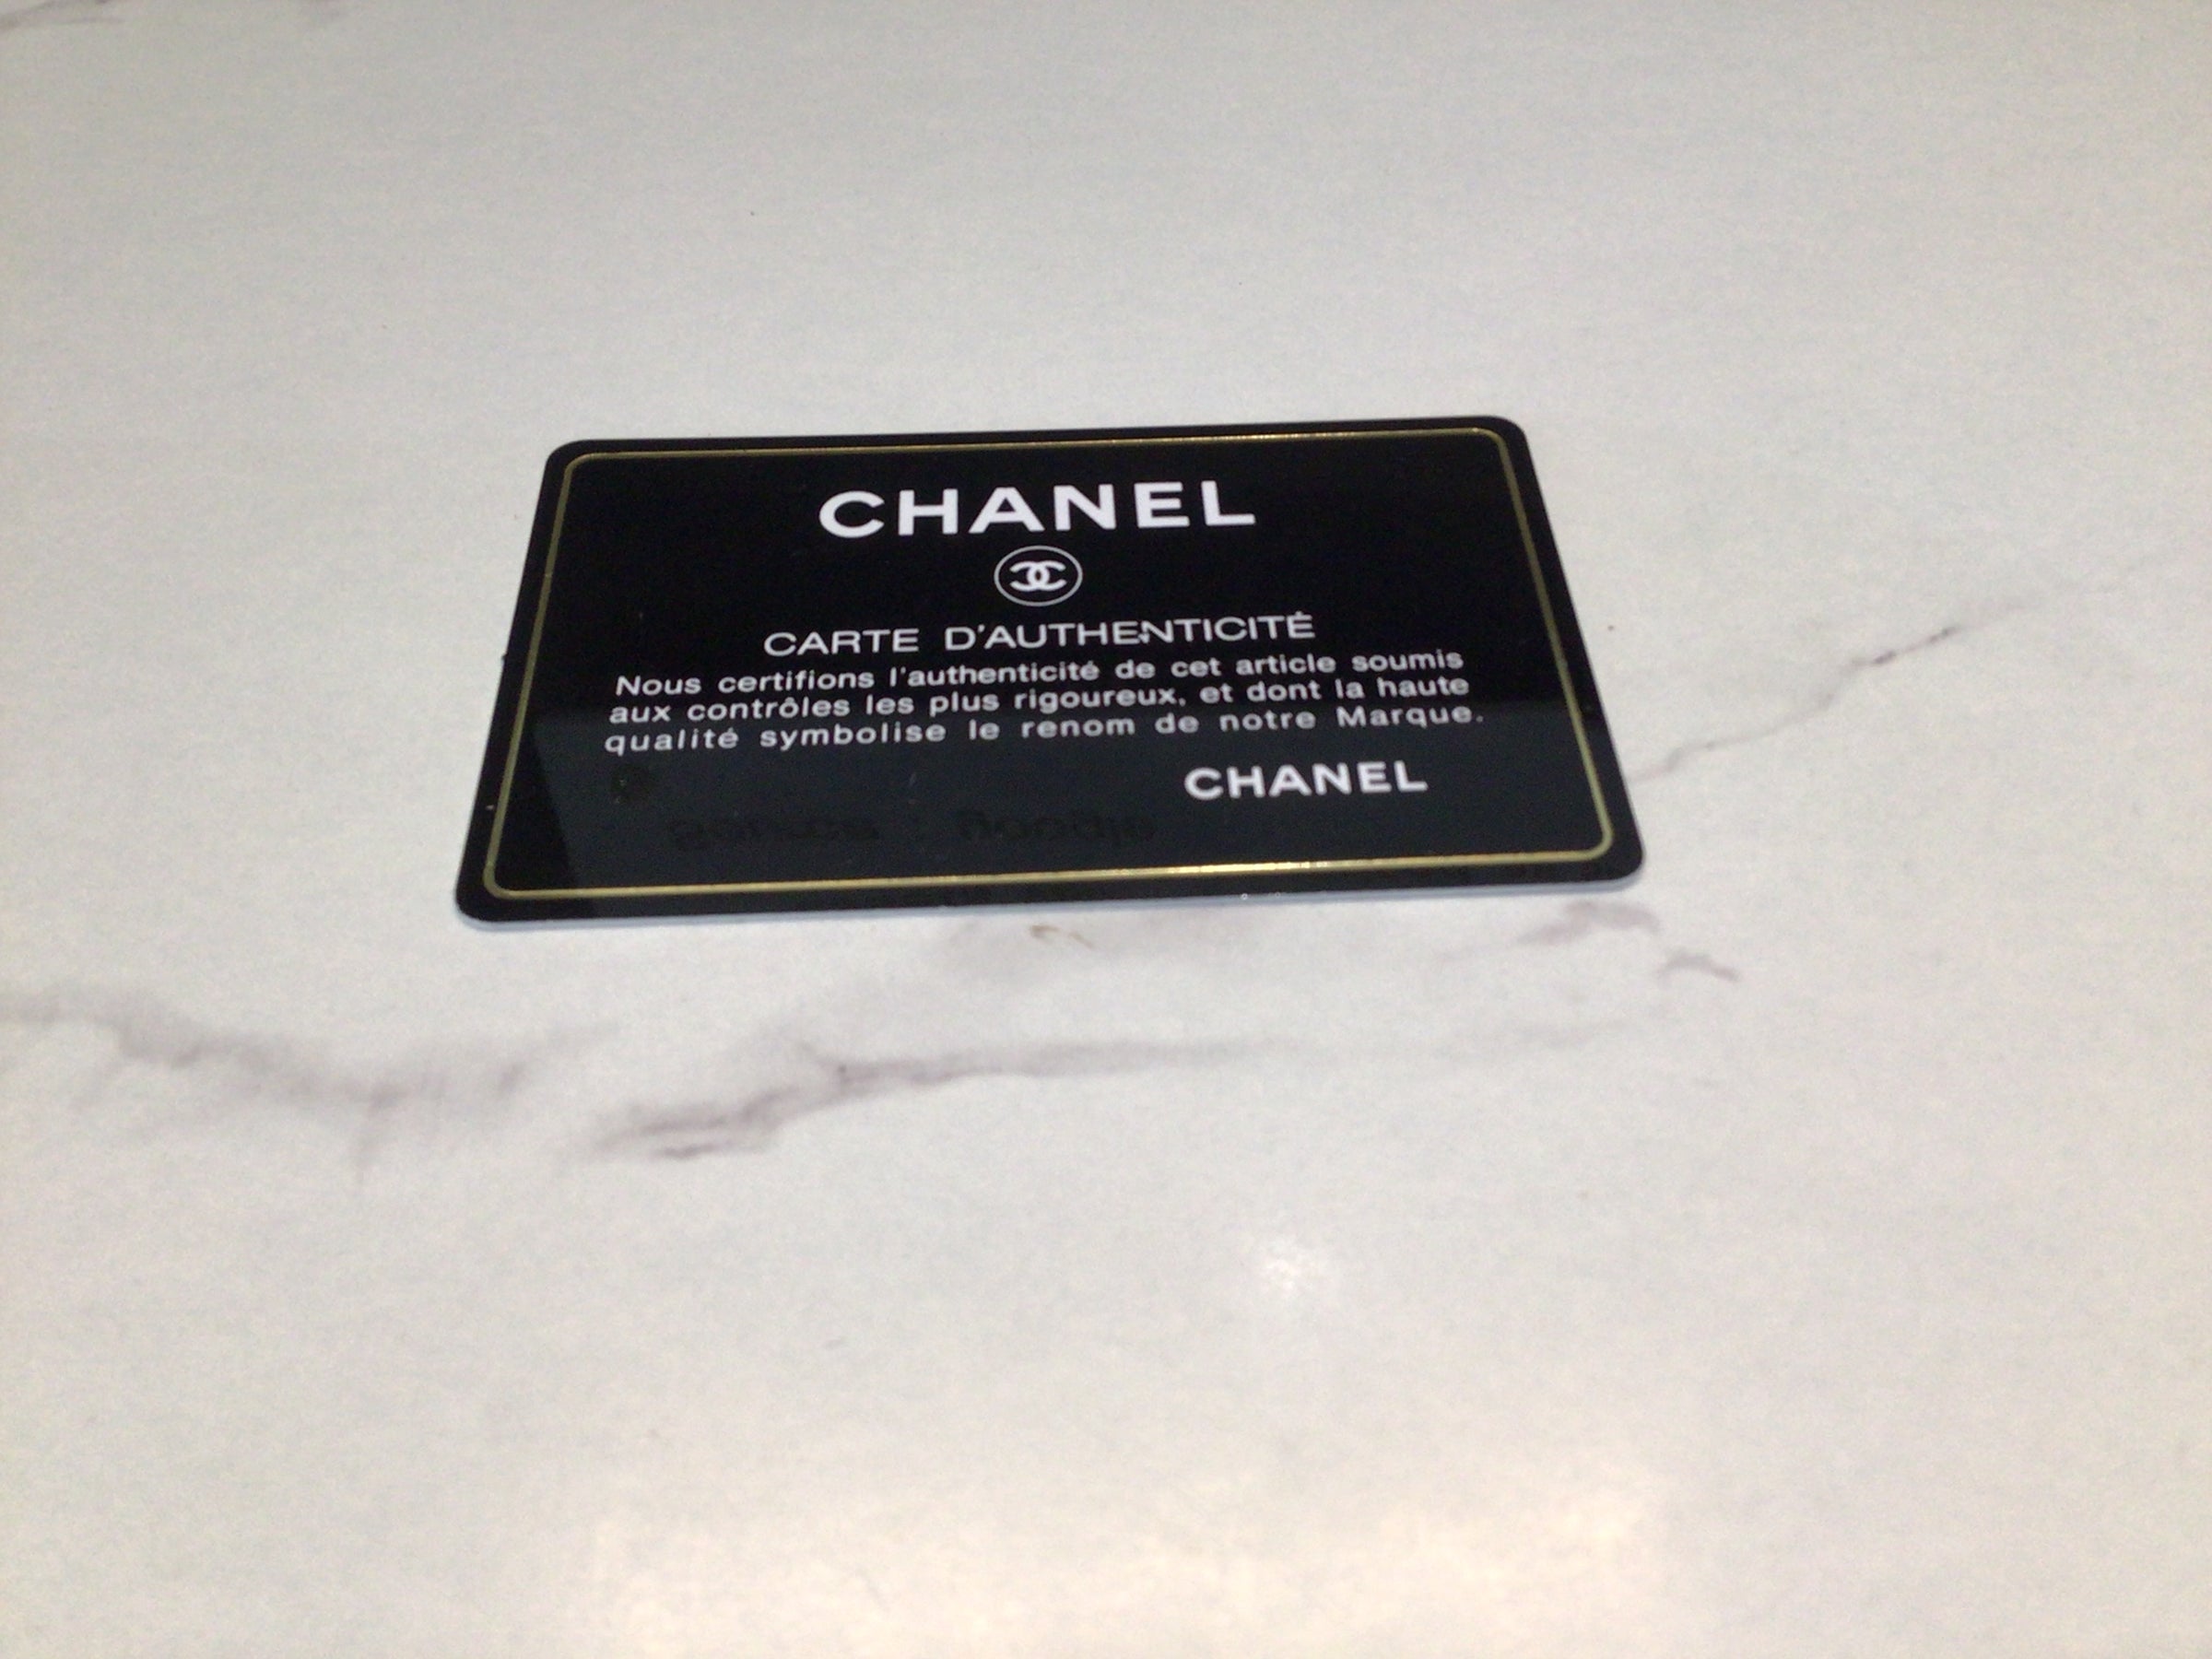 CHANEL
CARTE D'AUTHENTICITÉ
Nous certifions l'authenticité de cet article soumis
aux contrôles les plus rigoureux, et dont la haute
qualité symbolise le renom de notre Marque.
CHANEL